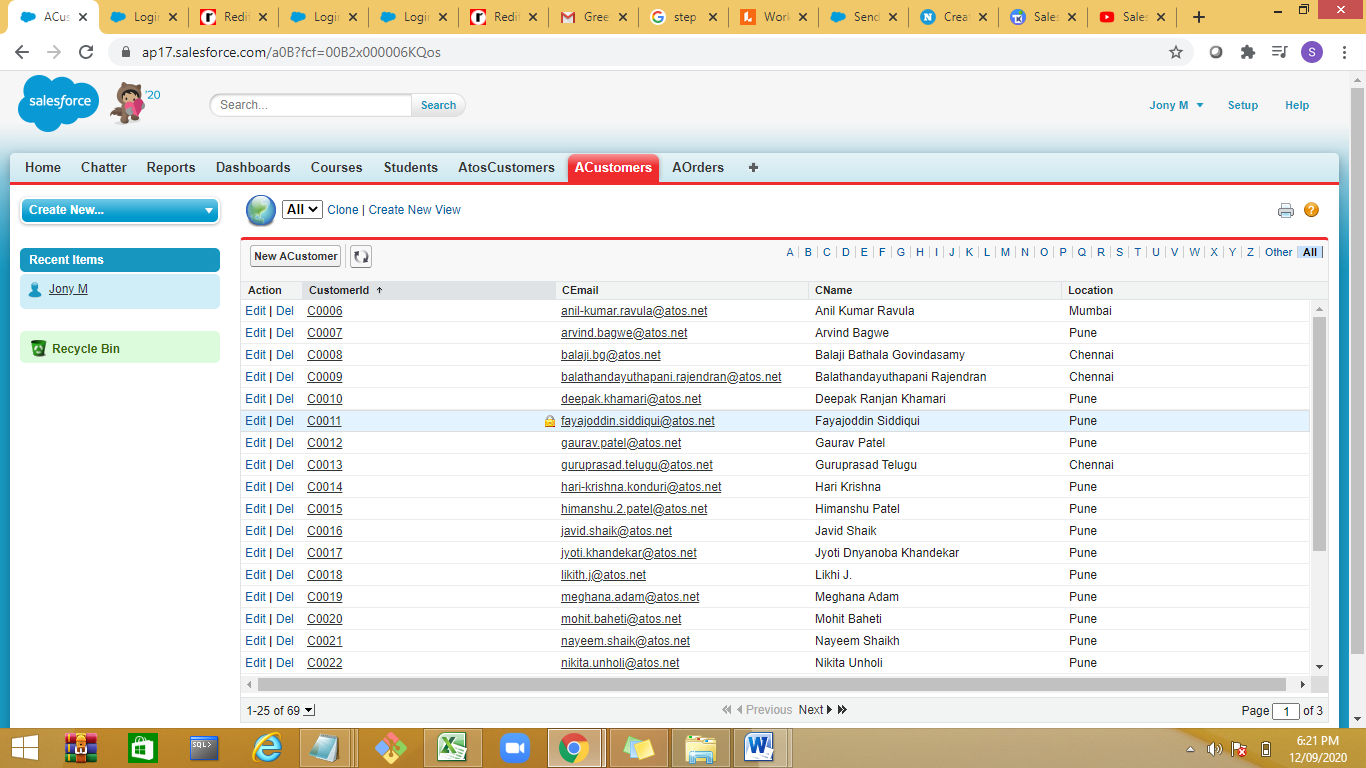 ACus
Login
Redif
Login
Login
Redif
Gree
step
Work
Send
Creat
Sales
Sales
ap17.salesforce.com/a0B?fcf=00B2x000006KQos
S
salesforce
'20
Search...
Search
Jony M
Setup
Help
Home Chatter Reports Dashboards Courses Students AtosCustomers ACustomers AOrders +
Create New...
All Clone | Create New View
?
Recent Items
Jony M
Recycle Bin
New ACustomer
A | B | C | D | E | F | G | H | I | J | K | L | M | N | O | P | Q | R | S | T | U | V | W | X | Y | Z | Other | All
Action CustomerId CEmail CName Location
Edit | Del C0006 anil-kumar.ravula@atos.net Anil Kumar Ravula Mumbai
Edit | Del C0007 arvind.bagwe@atos.net Arvind Bagwe Pune
Edit | Del C0008 balaji.bg@atos.net Balaji Bathala Govindasamy Chennai
Edit | Del C0009 balathandayuthapani.rajendran@atos.net Balathandayuthapani Rajendran Chennai
Edit | Del C0010 deepak.khamari@atos.net Deepak Ranjan Khamari Pune
Edit | Del C0011 fayajoddin.siddiqui@atos.net Fayajoddin Siddiqui Pune
Edit | Del C0012 gaurav.patel@atos.net Gaurav Patel Pune
Edit | Del C0013 guruprasad.telugu@atos.net Guruprasad Telugu Chennai
Edit | Del C0014 hari-krishna.konduri@atos.net Hari Krishna Pune
Edit | Del C0015 himanshu.2.patel@atos.net Himanshu Patel Pune
Edit | Del C0016 javid.shaik@atos.net Javid Shaik Pune
Edit | Del C0017 jyoti.khandekar@atos.net Jyoti Dnyanoba Khandekar Pune
Edit | Del C0018 likith.j@atos.net Likhi J. Pune
Edit | Del C0019 meghana.adam@atos.net Meghana Adam Pune
Edit | Del C0020 mohit.baheti@atos.net Mohit Baheti Pune
Edit | Del C0021 nayeem.shaik@atos.net Nayeem Shaikh Pune
Edit | Del C0022 nikita.unholi@atos.net Nikita Unholi Pune
1-25 of 69
Previous Next
Page 1 of 3
SQL>
6:21 PM
12/09/2020